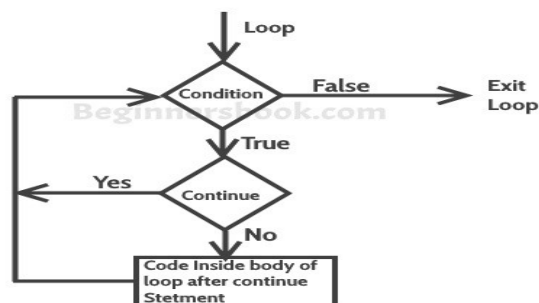 Loop
Condition
False
Exit
Loop
Beginnersbook.com
True
Yes
Continue
No
Code Inside body of
loop after continue
Stetment